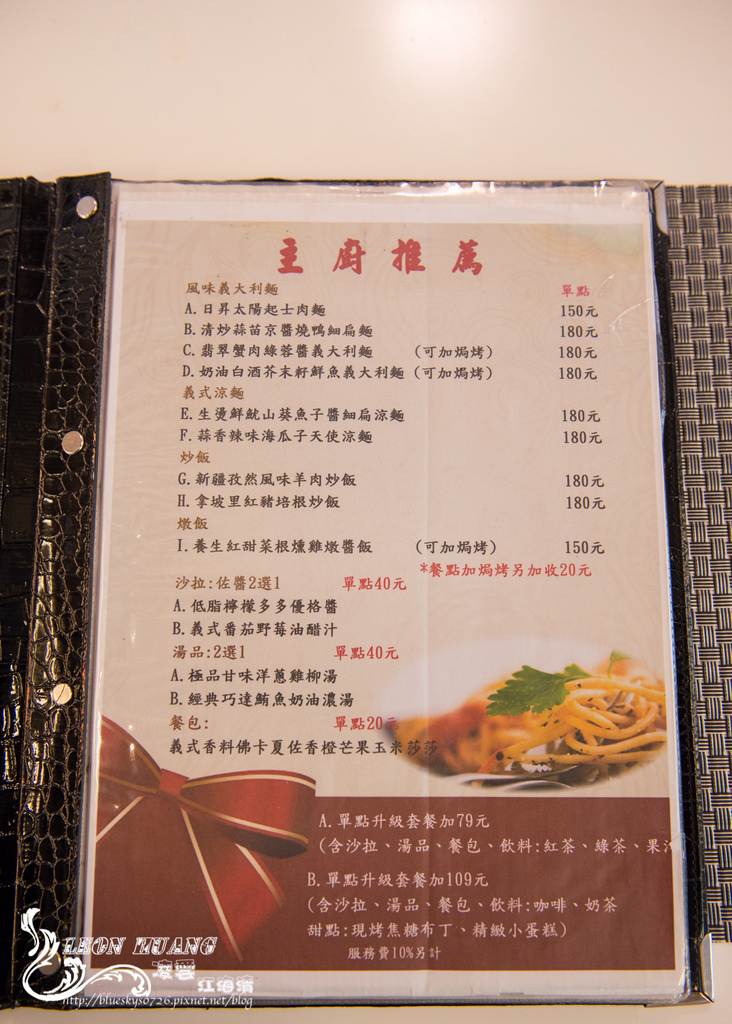 主廚推薦
風味義大利麵 單點
A.日昇太陽起士肉麵 150元
B.清炒蒜苗京醬燒鴨細扁麵 180元
C.翡翠蟹肉綠蓉醬義大利麵 (可加焗烤) 180元
D.奶油白酒芥末籽鮮魚義大利麵 (可加焗烤) 180元
義式涼麵
E.生燙鮮魷山葵魚子醬細扁涼麵 180元
F.蒜香辣味海瓜子天使涼麵 180元
炒飯
G.新疆孜然風味羊肉炒飯 180元
H.拿坡里紅豬培根炒飯 180元
燉飯
I.養生紅甜菜根燻雞燉醬飯 (可加焗烤) 150元
*餐點加焗烤另加收20元
沙拉:佐醬2選1 單點40元
A.低脂檸檬多多優格醬
B.義式番茄野莓油醋汁
湯品:2選1 單點40元
A.極品甘味洋蔥雞柳湯
B.經典巧達鮪魚奶油濃湯
餐包: 單點20元
義式香料佛卡夏佐香橙芒果玉米莎莎
A.單點升級套餐加79元
(含沙拉、湯品、餐包、飲料:紅茶、綠茶、果汁
B.單點升級套餐加109元
(含沙拉、湯品、餐包、飲料:咖啡、奶茶
甜點:現烤焦糖布丁、精緻小蛋糕)
服務費10%另計
LEON HUANG
凌雲
紅海濱
http://bluesky50726.pixnet.net/blog